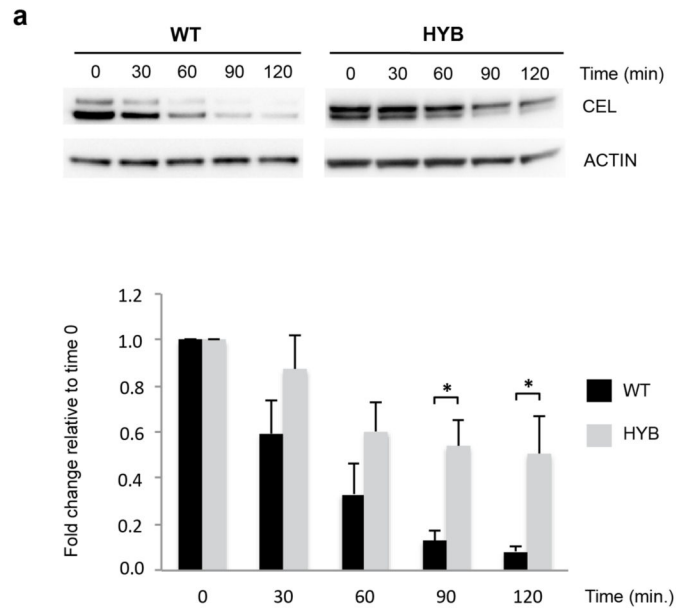 a
WT HYB
0 30 60 90 120 0 30 60 90 120 Time (min)
CEL
ACTIN
Fold change relative to time 0
1.2
1.0
0.8
0.6
0.4
0.2
0.0
* *
WT
HYB
0 30 60 90 120 Time (min.)